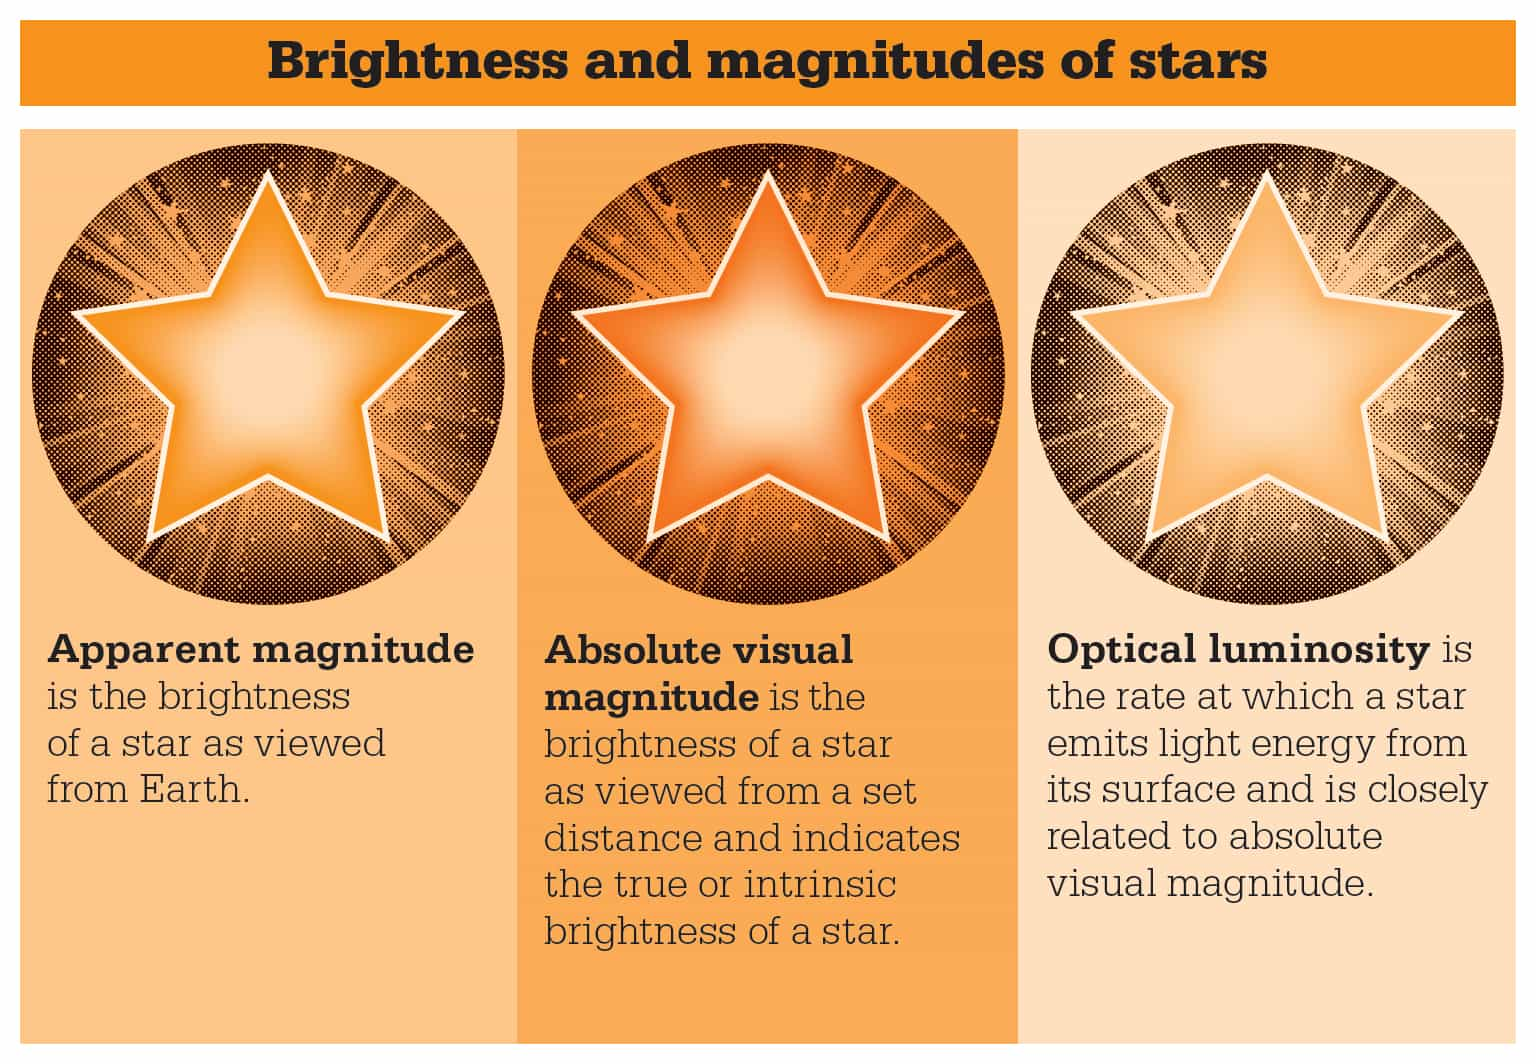 Brightness and magnitudes of stars
Apparent magnitude
is the brightness
of a star as viewed
from Earth.
Absolute visual
magnitude is the
brightness of a star
as viewed from a set
distance and indicates
the true or intrinsic
brightness of a star.
Optical luminosity is
the rate at which a star
emits light energy from
its surface and is closely
related to absolute
visual magnitude.